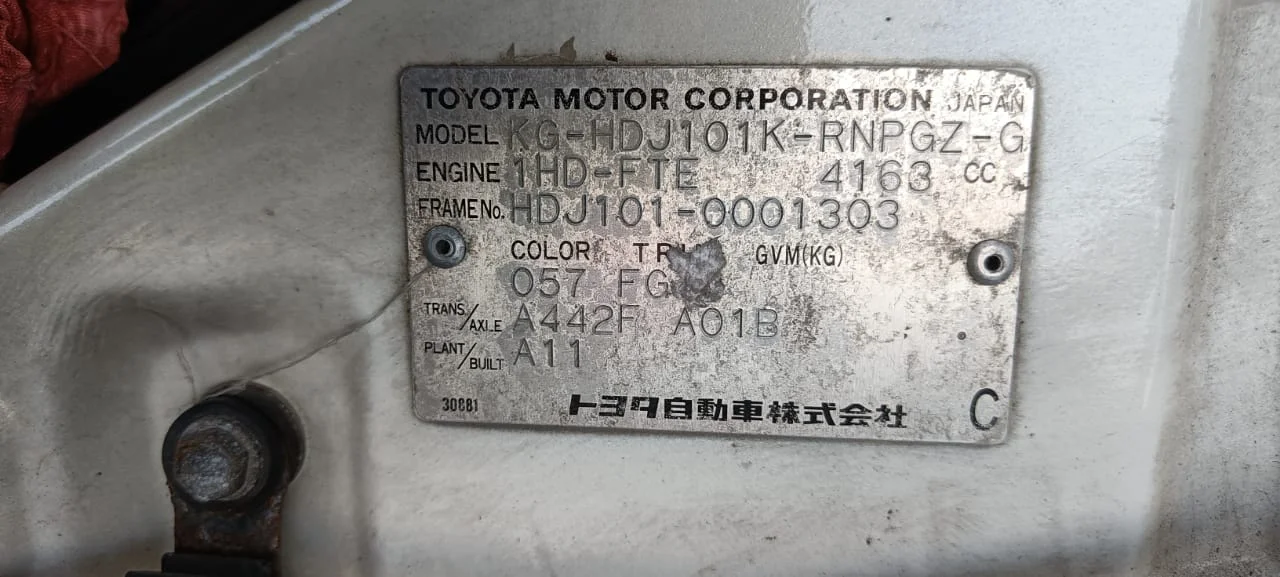 TOYOTA MOTOR CORPORATION JAPAN
MODEL KG-HDJ101K-RNPGZ-G
ENGINE 1HD-FTE 4163 CC
FRAME No. HDJ101-0001303
COLOR GVM(KG)
057
TRANS/AXLE A442F A01B
PLANT/BUILT A11
トヨタ自動車株式会社 C